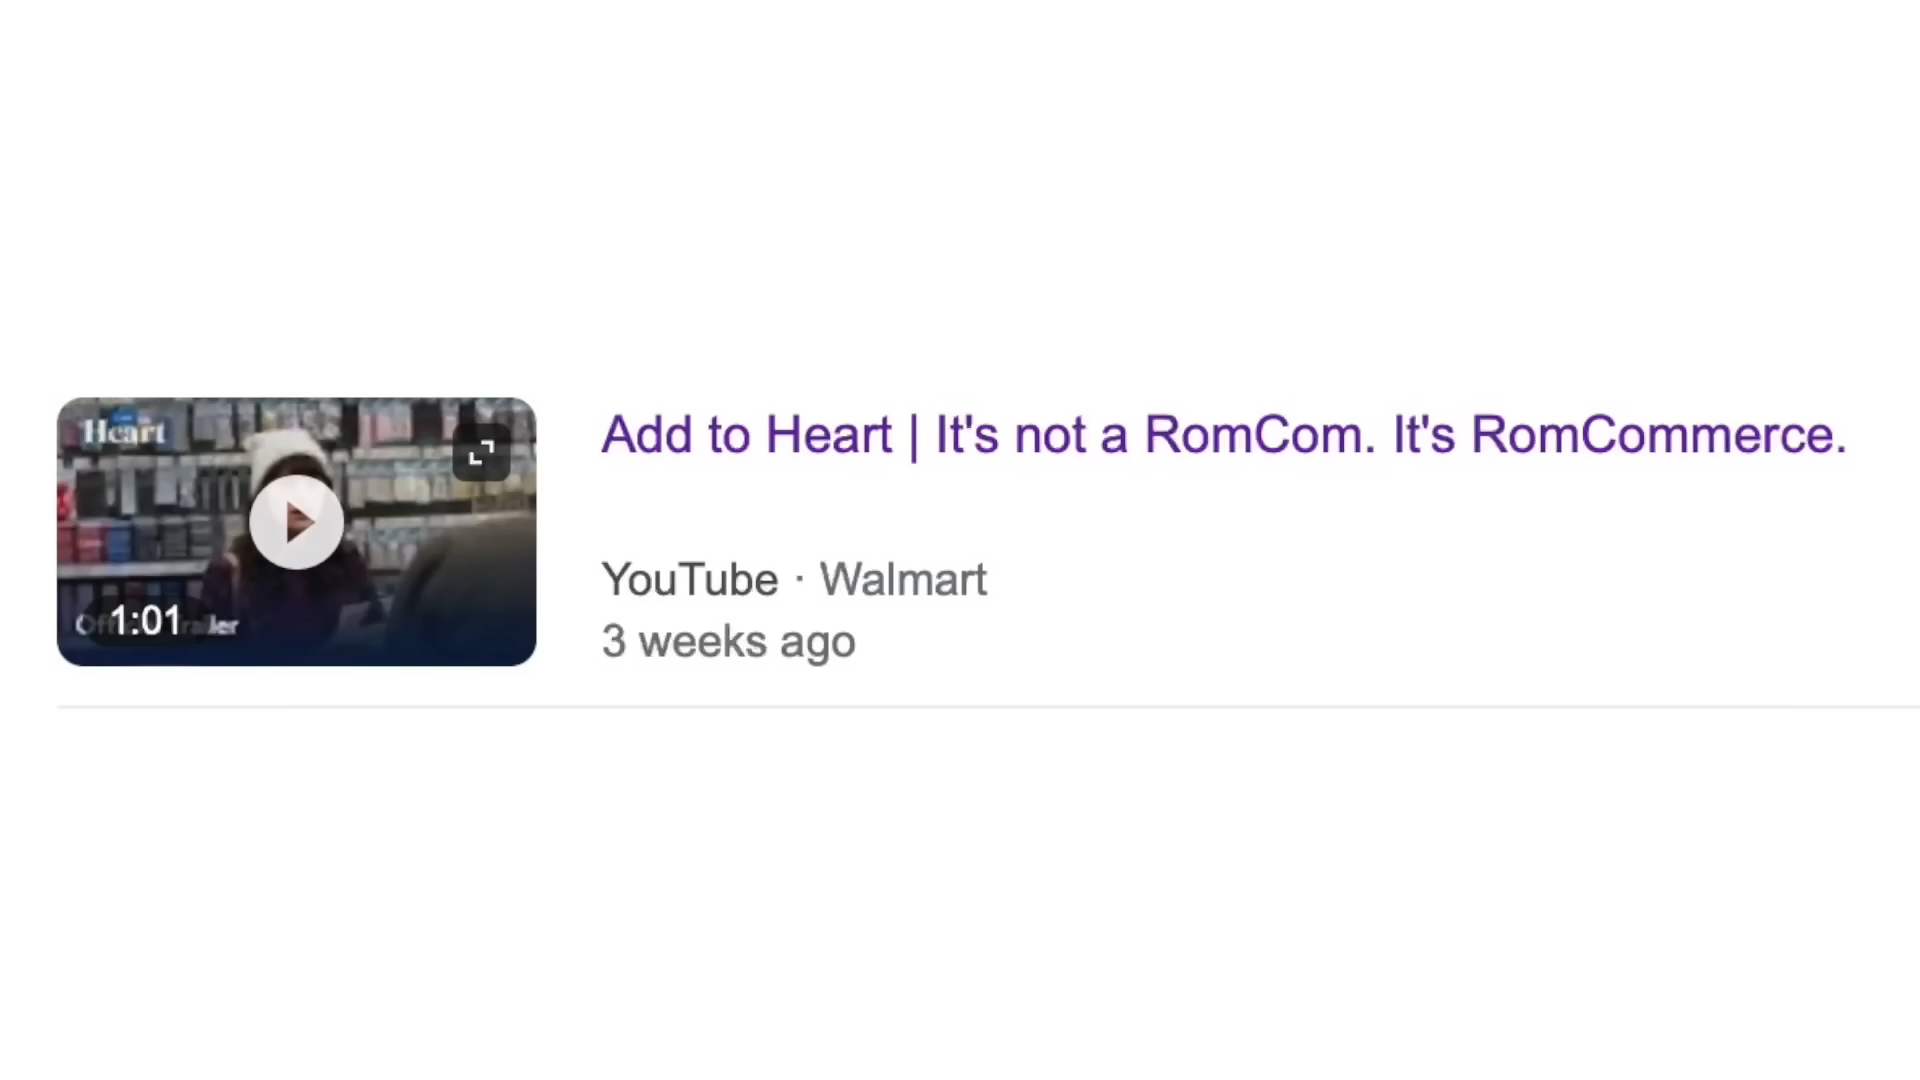 Heart
1:01
Add to Heart | It's not a RomCom. It's RomCommerce.
YouTube · Walmart
3 weeks ago